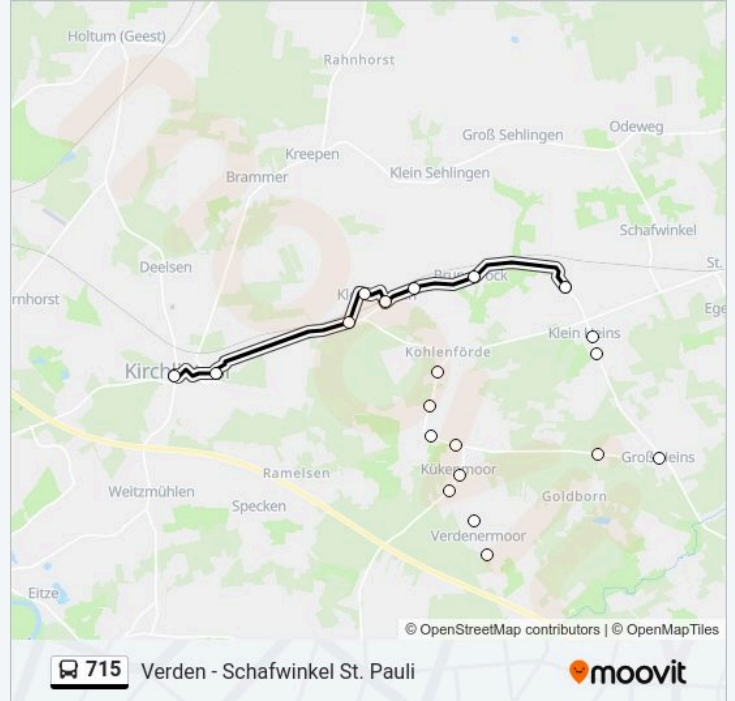 Holtum (Geest)
Rahnhorst
Odeweg
Groß Sehlingen
Kreepen
Klein Sehlingen
Brammer
Schafwinkel
Deelsen
St.
rnhorst
Ege
Klein Heins
Kohlenförde
Kirch
Groß Heins
Kükenmoor
Ramelsen
Weitzmühlen
Goldborn
Specken
Verdenermoor
Eitze
© OpenStreetMap contributors | © OpenMapTiles
715 Verden - Schafwinkel St. Pauli
moovit